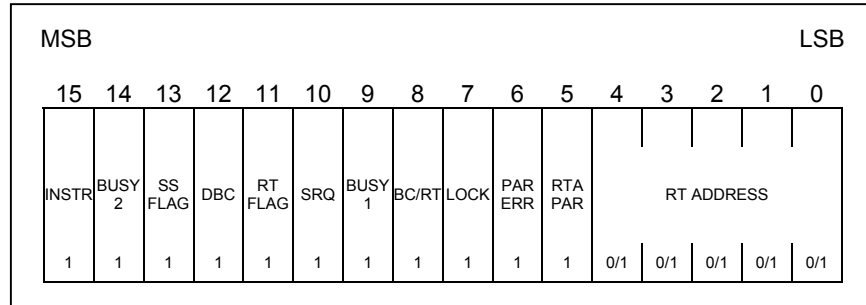 MSB LSB
15 14 13 12 11 10 9 8 7 6 5 4 3 2 1 0
INSTR BUSY 2 SS FLAG DBC RT FLAG SRQ BUSY 1 BC/RT LOCK PAR ERR RTA PAR RT ADDRESS
1 1 1 1 1 1 1 1 1 1 1 0/1 0/1 0/1 0/1 0/1